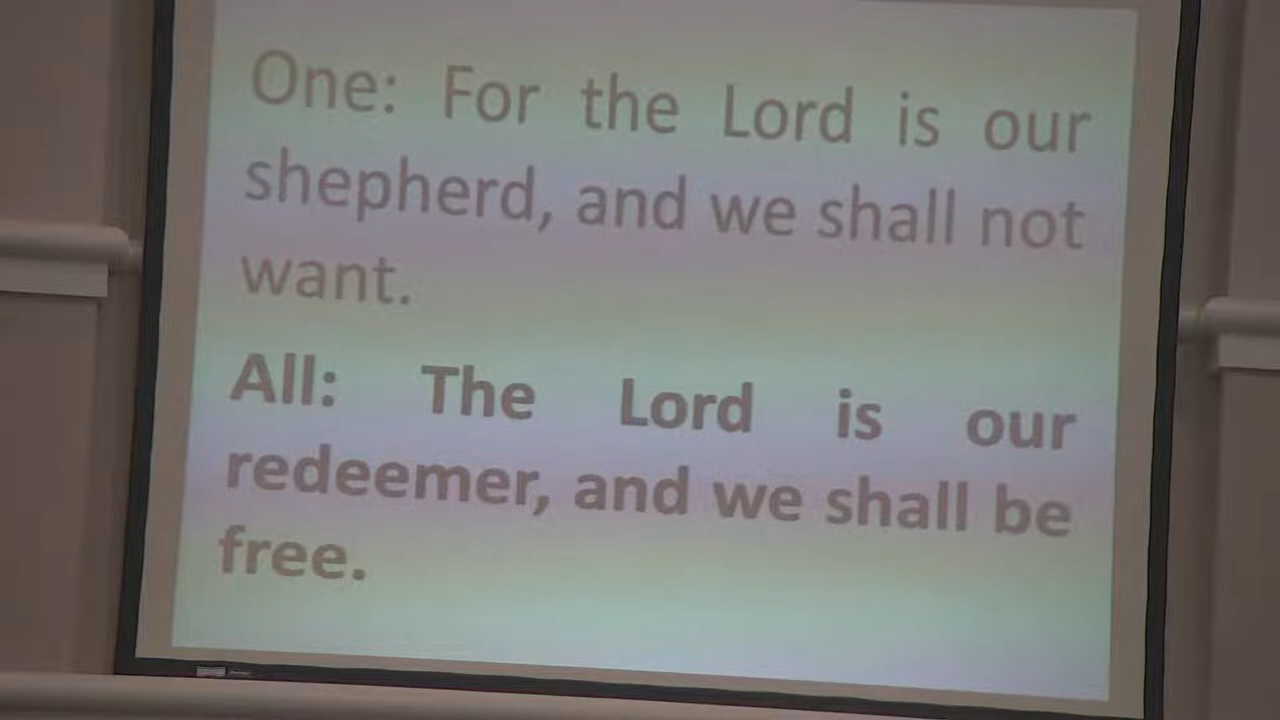 One: For the Lord is our
shepherd, and we shall not
want.
All: The Lord is our
redeemer, and we shall be
free.